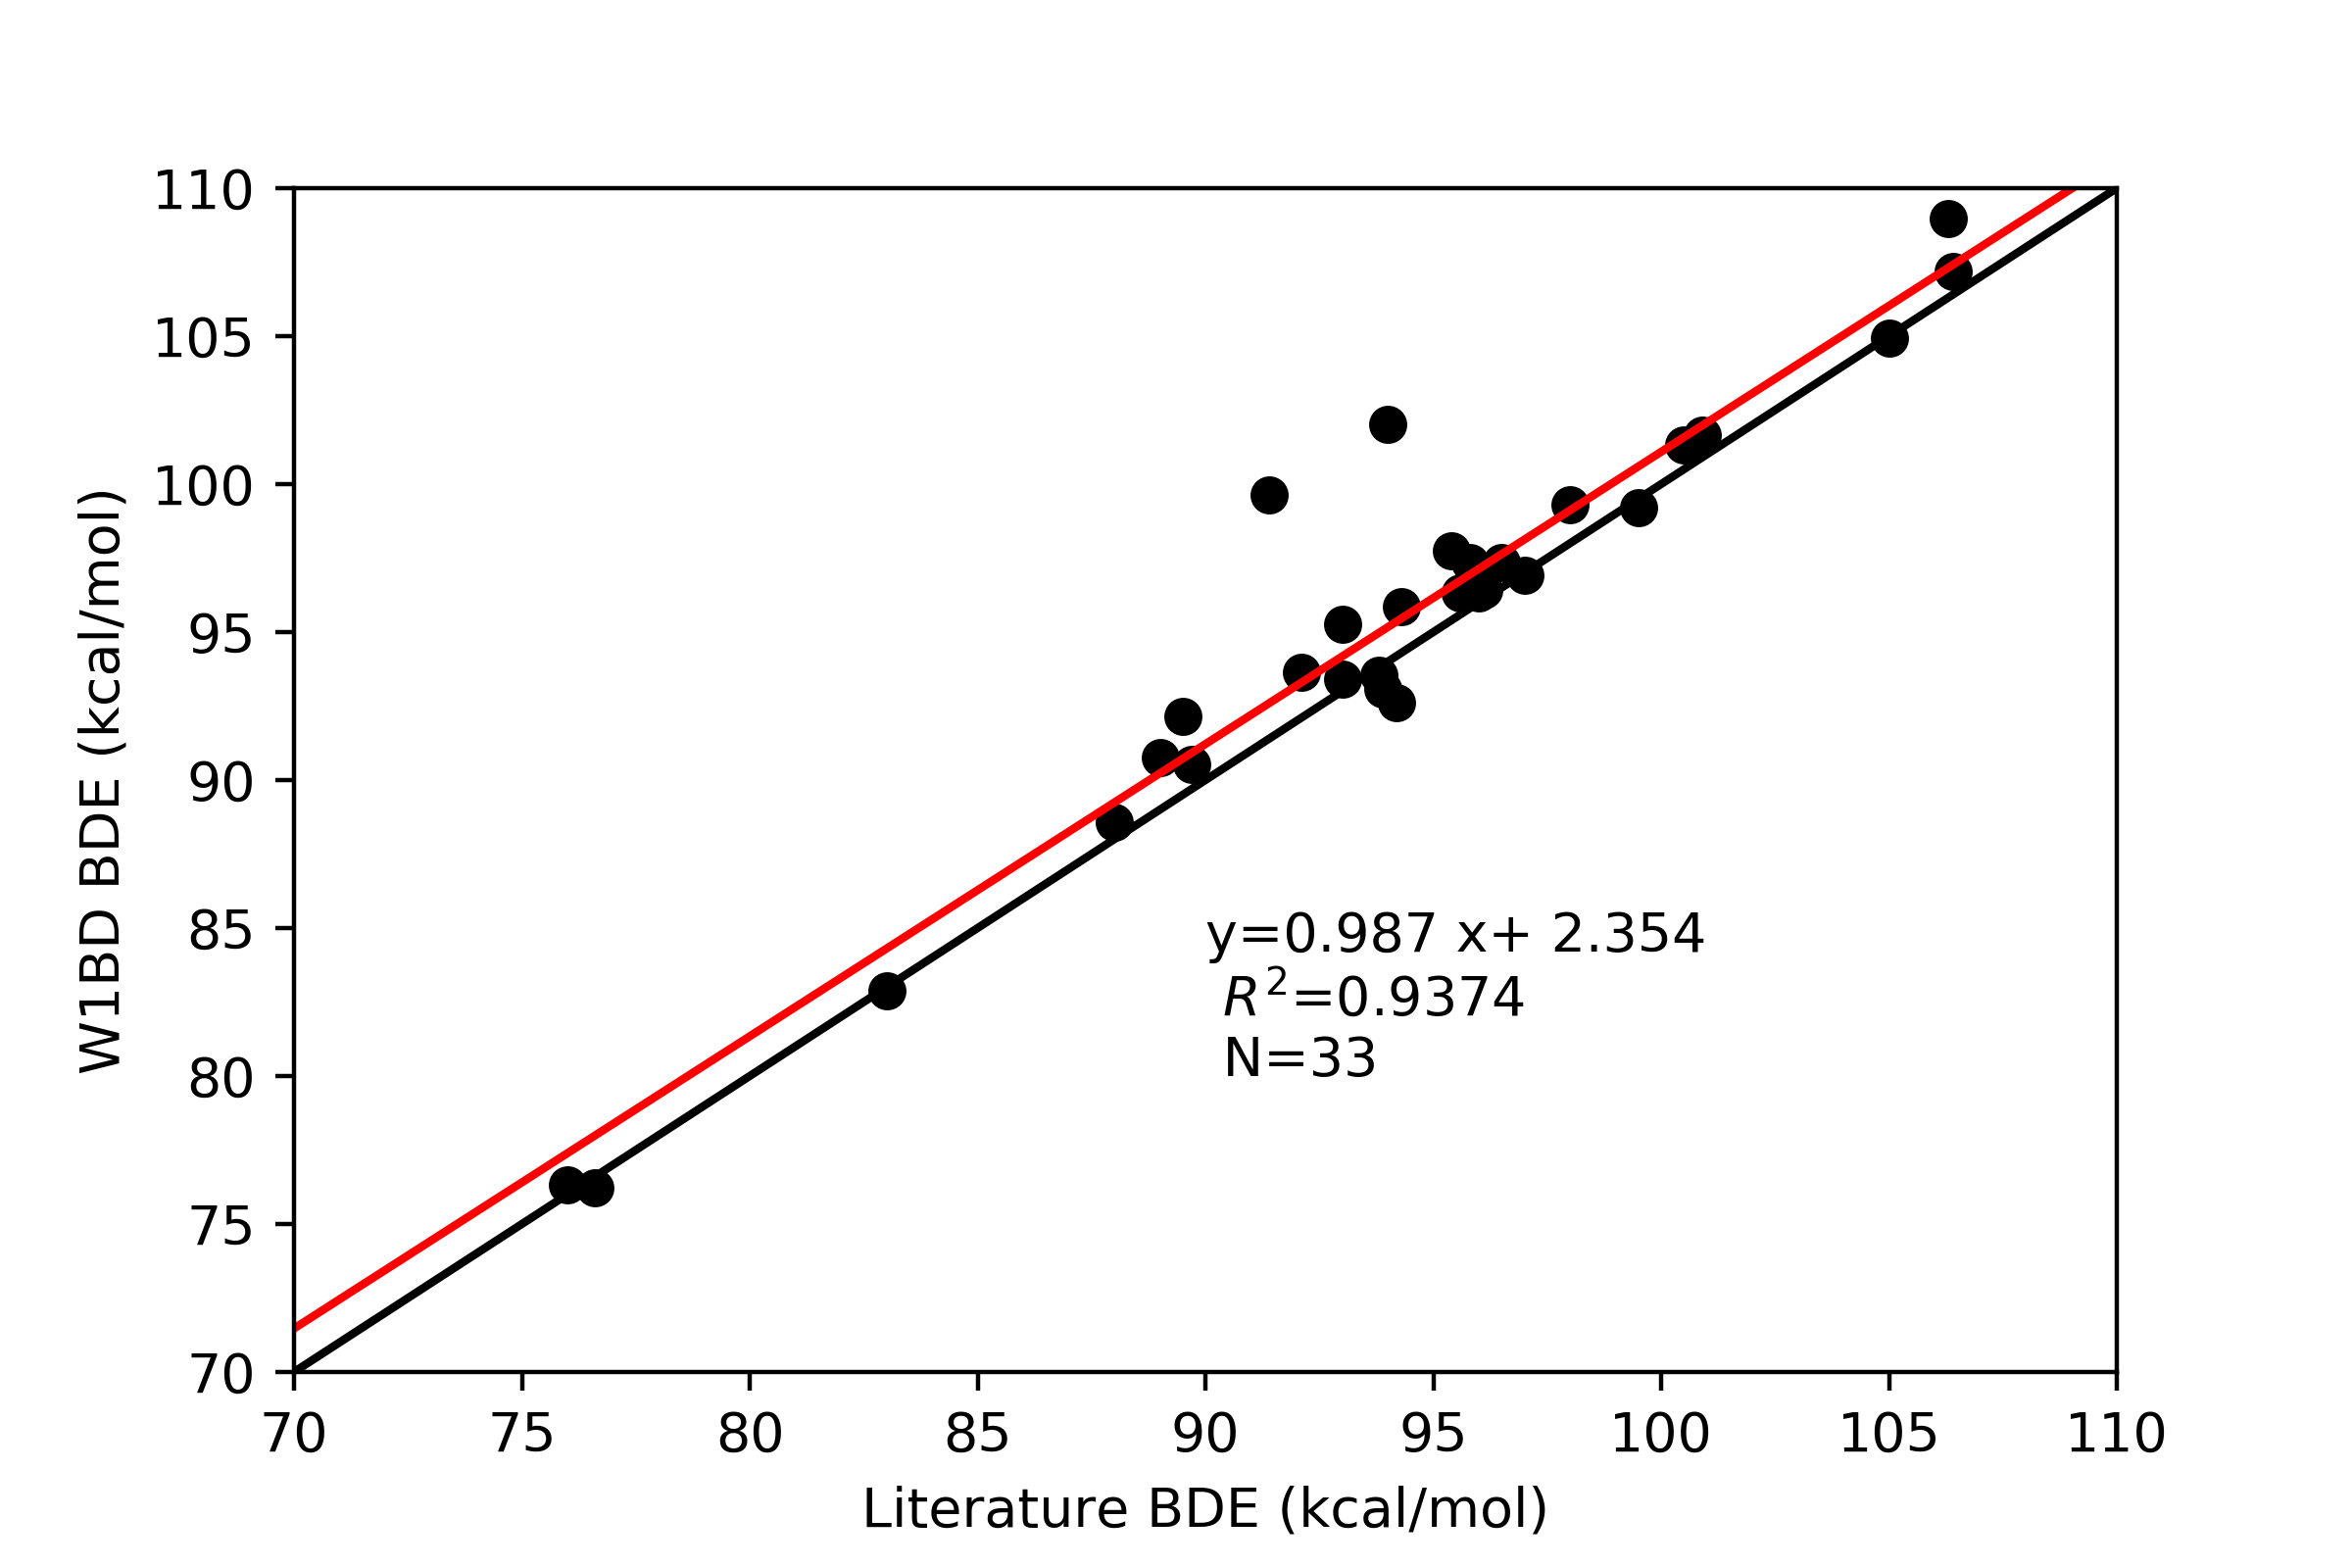 110
105
100
95
90
85
80
75
70
W1BD BDE (kcal/mol)
y=0.987 x+ 2.354
R²=0.9374
N=33
70 75 80 85 90 95 100 105 110
Literature BDE (kcal/mol)